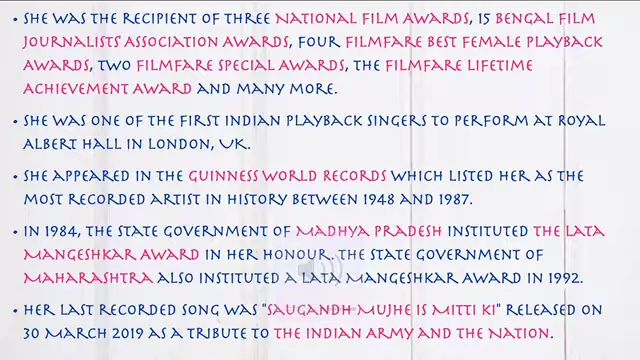 • She was the recipient of three National Film Awards, 15 Bengal Film
Journalists' Association Awards, four Filmfare Best Female Playback
Awards, two Filmfare Special Awards, the Filmfare Lifetime
Achievement Award and many more.
• She was one of the first Indian playback singers to perform at Royal
Albert Hall in London, UK.
• She appeared in the Guinness World Records which listed her as the
most recorded artist in history between 1948 and 1987.
• In 1984, the State Government of Madhya Pradesh instituted the Lata
Mangeshkar Award in her honour. The State Government of
Maharashtra also instituted a Lata Mangeshkar Award in 1992.
• Her last recorded song was "Saugandh Mujhe Is Mitti Ki" released on
30 March 2019 as a tribute to the Indian Army and the Nation.